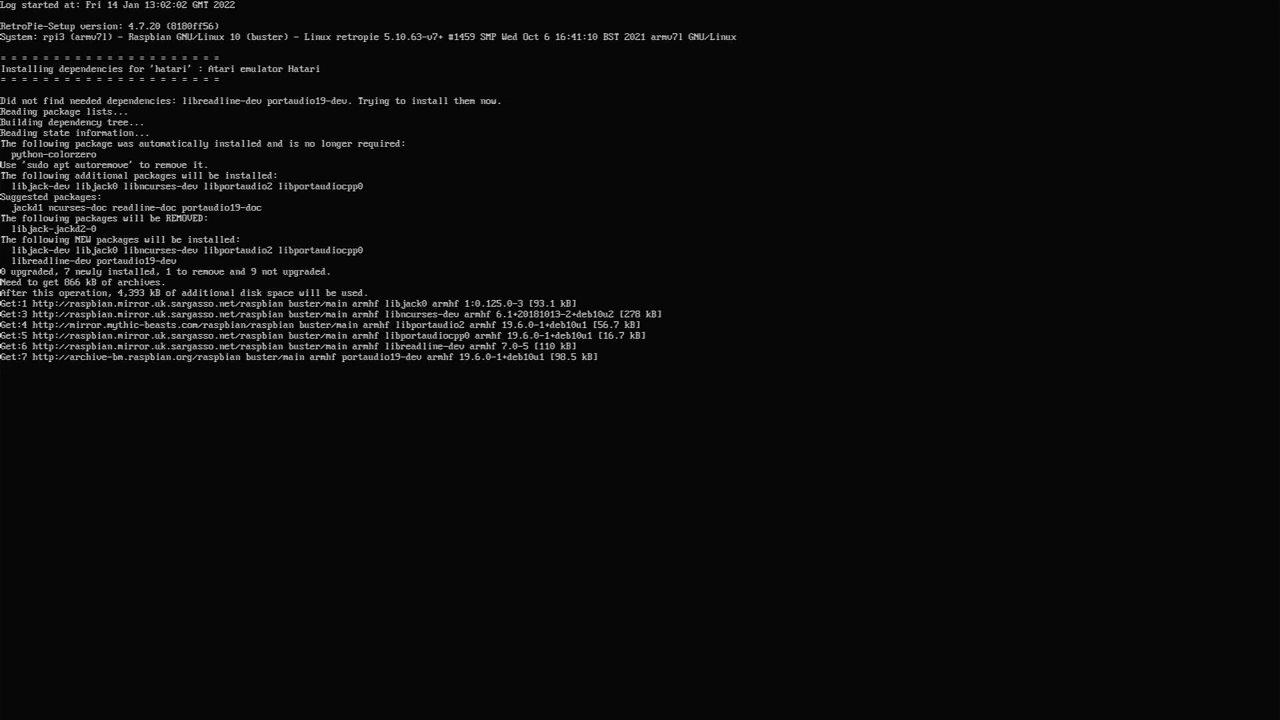 Log started at: Fri 14 Jan 13:02:02 GMT 2022
RetroPie-Setup version: 4.7.20 (8180ff56)
System: rpi3 (armv7l) - Raspbian GNU/Linux 10 (buster) - Linux retropie 5.10.63-v7+ #1459 SMP Wed Oct 6 16:41:10 BST 2021 armv7l GNU/Linux
= = = = = = = = = = = = = = = = = = = = =
Installing dependencies for 'hatari' : Atari emulator Hatari
= = = = = = = = = = = = = = = = = = = = =
Did not find needed dependencies: libreadline-dev portaudio19-dev. Trying to install them now.
Reading package lists...
Building dependency tree...
Reading state information...
The following package was automatically installed and is no longer required:
  python-colorzero
Use 'sudo apt autoremove' to remove it.
The following additional packages will be installed:
  libjack-dev libjack0 libncurses-dev libportaudio2 libportaudiocpp0
Suggested packages:
  jackd1 ncurses-doc readline-doc portaudio19-doc
The following packages will be REMOVED:
  libjack-jackd2-0
The following NEW packages will be installed:
  libjack-dev libjack0 libncurses-dev libportaudio2 libportaudiocpp0
  libreadline-dev portaudio19-dev
0 upgraded, 7 newly installed, 1 to remove and 9 not upgraded.
Need to get 866 kB of archives.
After this operation, 4,393 kB of additional disk space will be used.
Get:1 http://raspbian.mirror.uk.sargasso.net/raspbian buster/main armhf libjack0 armhf 1:0.125.0-3 [93.1 kB]
Get:3 http://raspbian.mirror.uk.sargasso.net/raspbian buster/main armhf libncurses-dev armhf 6.1+20181013-2+deb10u2 [278 kB]
Get:4 http://mirror.mythic-beasts.com/raspbian/raspbian buster/main armhf libportaudio2 armhf 19.6.0-1+deb10u1 [56.7 kB]
Get:5 http://raspbian.mirror.uk.sargasso.net/raspbian buster/main armhf libportaudiocpp0 armhf 19.6.0-1+deb10u1 [16.7 kB]
Get:6 http://raspbian.mirror.uk.sargasso.net/raspbian buster/main armhf libreadline-dev armhf 7.0-5 [110 kB]
Get:7 http://archive-bm.raspbian.org/raspbian buster/main armhf portaudio19-dev armhf 19.6.0-1+deb10u1 [98.5 kB]